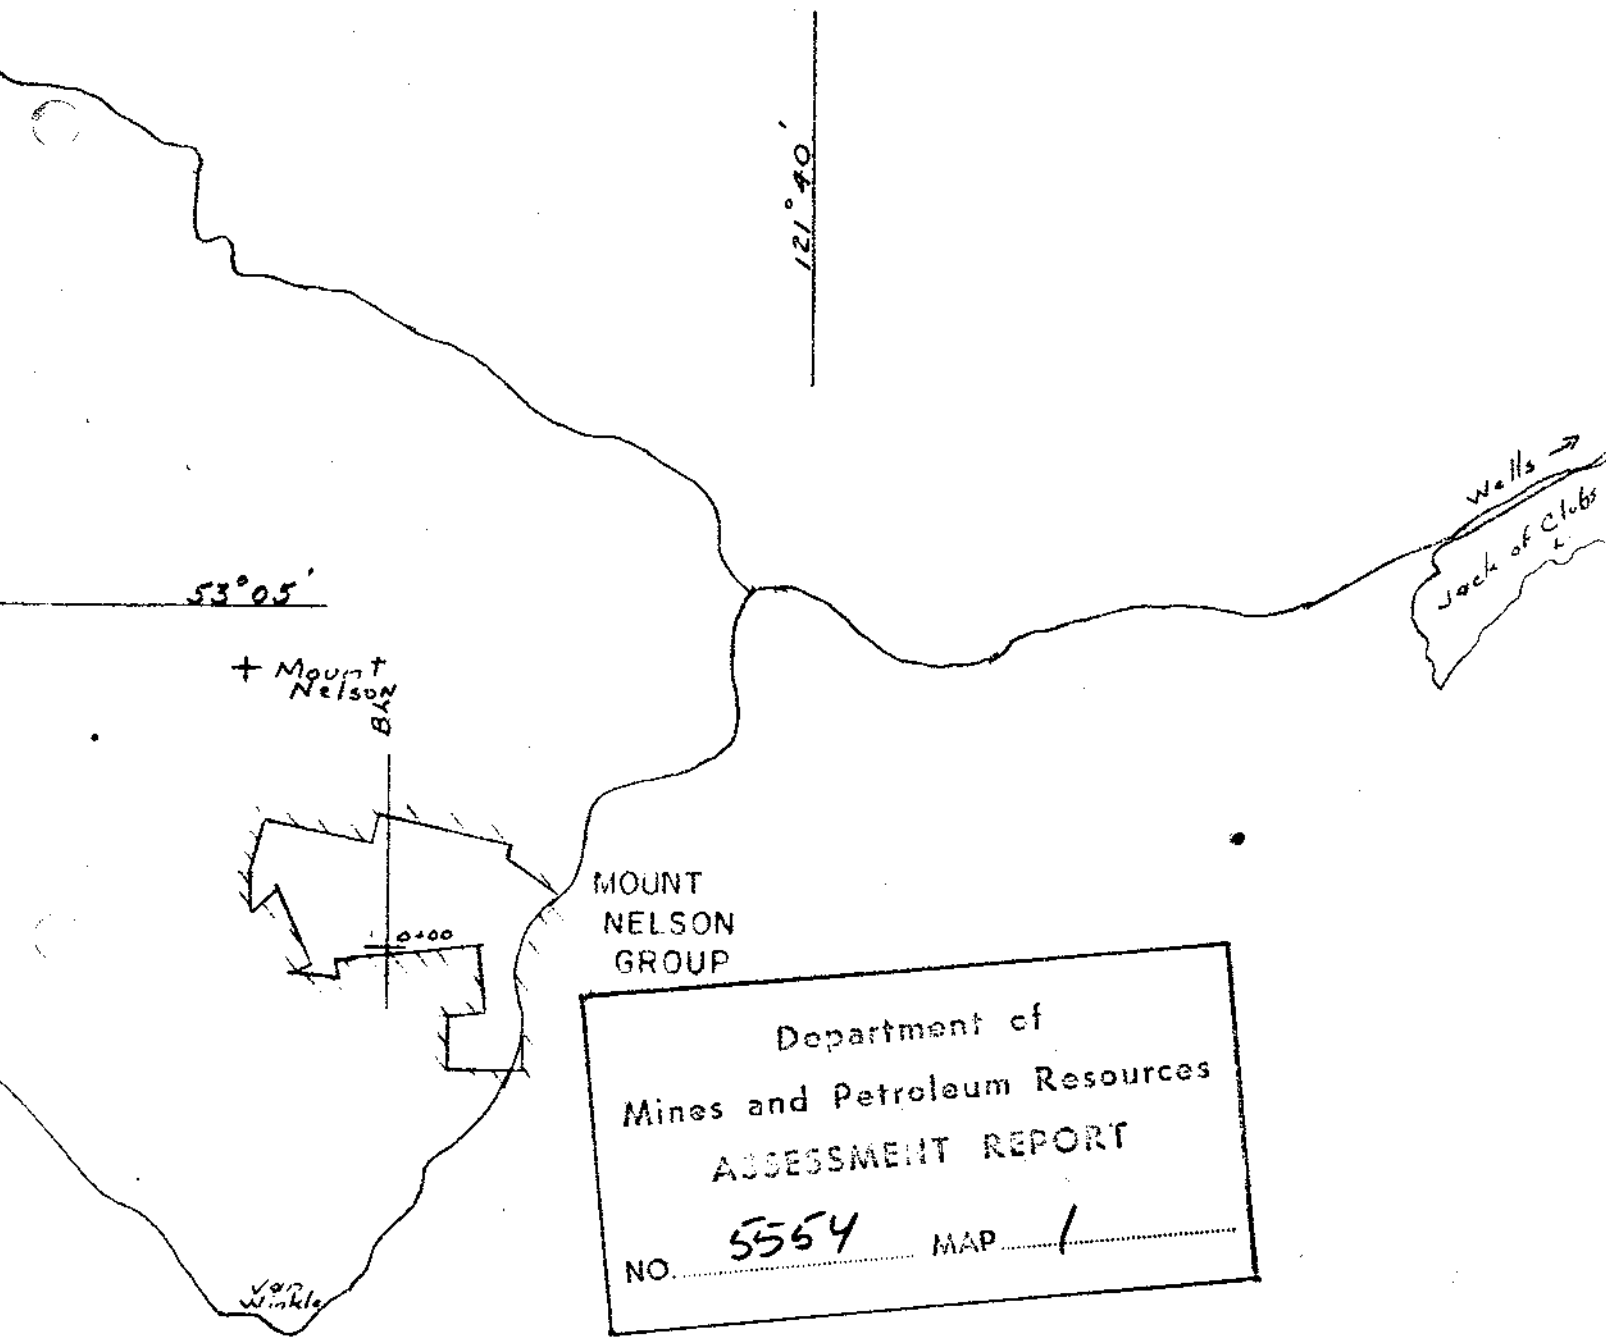 121° 40'
Wells →
Jack of Clubs
L.
53° 05'
+ Mount
Nelson
BL
0+00
MOUNT
NELSON
GROUP
Department of
Mines and Petroleum Resources
ASSESSMENT REPORT
NO. 5554 MAP 1
Van
Winkle